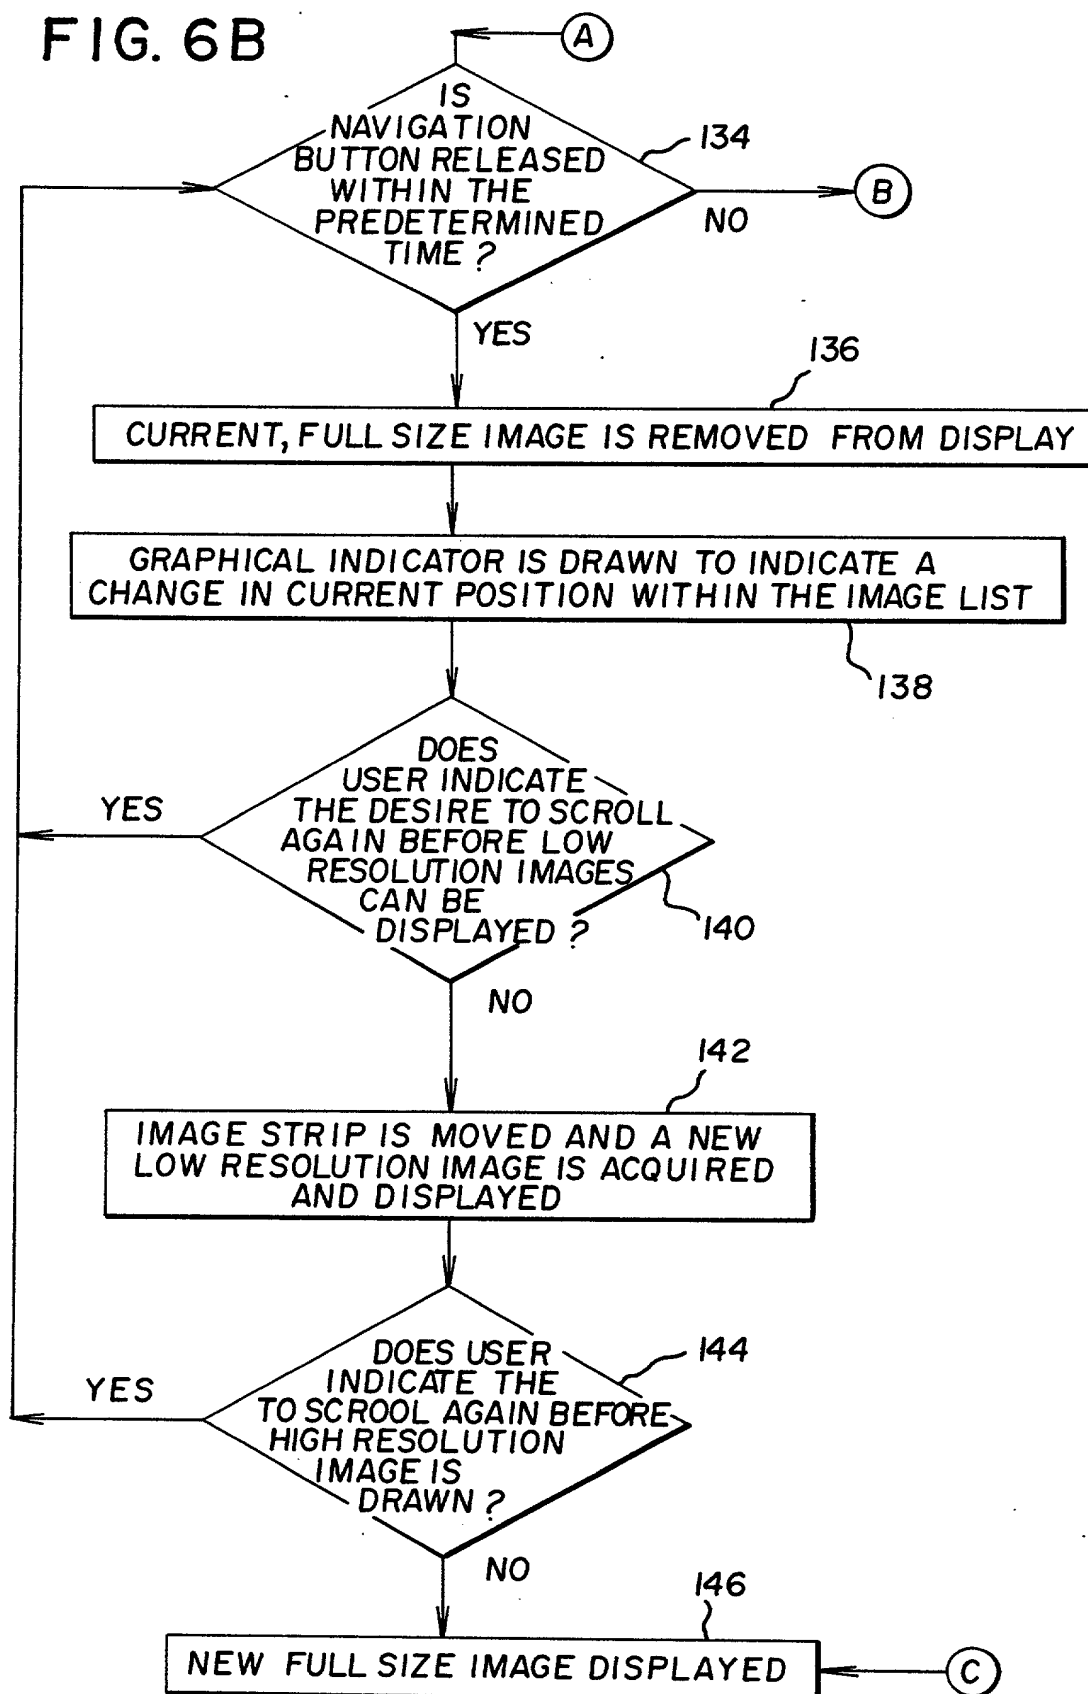 FIG. 6B
A
IS
NAVIGATION
BUTTON RELEASED
WITHIN THE
PREDETERMINED
TIME ?
134
B
NO
YES
136
CURRENT, FULL SIZE IMAGE IS REMOVED FROM DISPLAY
GRAPHICAL INDICATOR IS DRAWN TO INDICATE A
CHANGE IN CURRENT POSITION WITHIN THE IMAGE LIST
138
DOES
USER INDICATE
THE DESIRE TO SCROLL
AGAIN BEFORE LOW
RESOLUTION IMAGES
CAN BE
DISPLAYED ?
YES
140
NO
142
IMAGE STRIP IS MOVED AND A NEW
LOW RESOLUTION IMAGE IS ACQUIRED
AND DISPLAYED
DOES USER
INDICATE THE
TO SCROOL AGAIN BEFORE
HIGH RESOLUTION
IMAGE IS
DRAWN ?
144
YES
NO
146
NEW FULL SIZE IMAGE DISPLAYED
C